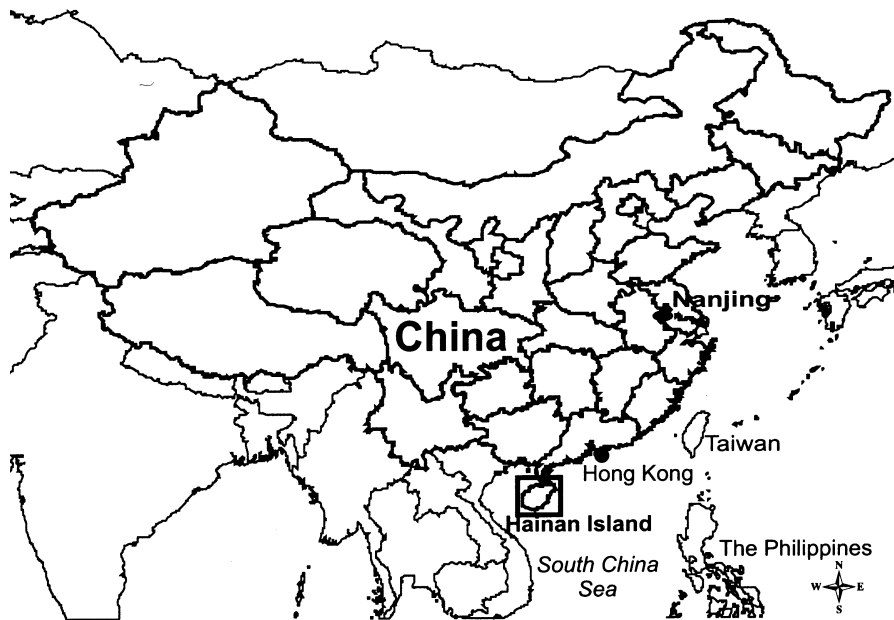 Nanjing
China
Taiwan
Hong Kong
Hainan Island
South China
Sea
The Philippines
N
W E
S